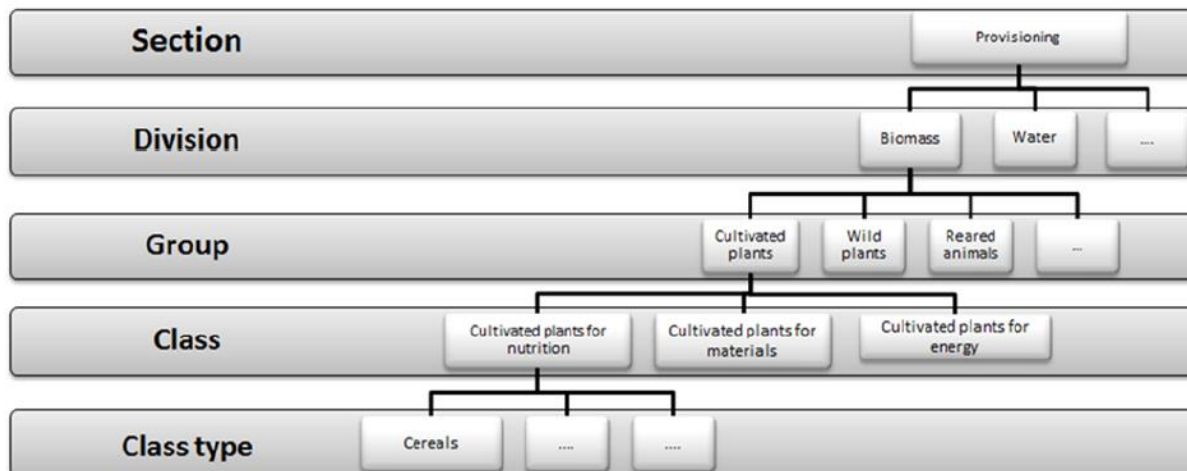 Section
Provisioning
Division
Biomass
Water
....
Group
Cultivated
plants
Wild
plants
Reared
animals
...
Class
Cultivated plants for
nutrition
Cultivated plants for
materials
Cultivated plants for
energy
Class type
Cereals
....
....